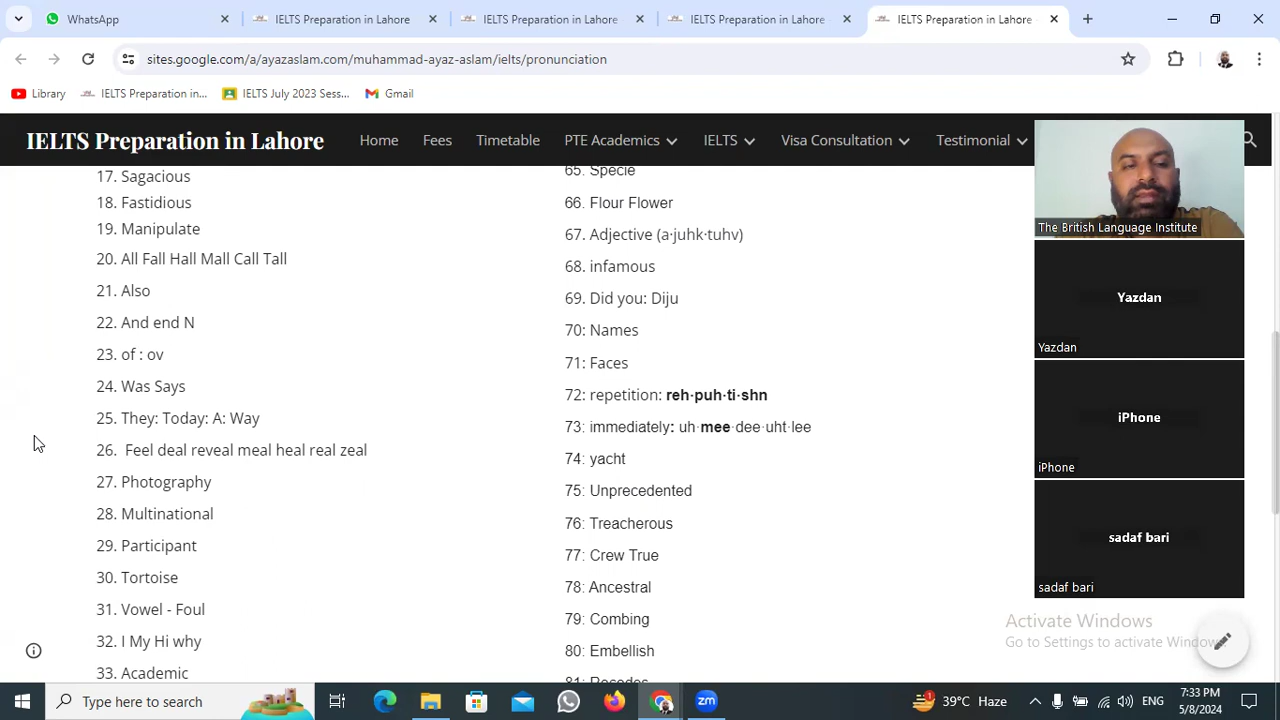 WhatsApp
IELTS Preparation in Lahore
IELTS Preparation in Lahore
IELTS Preparation in Lahore
IELTS Preparation in Lahore
sites.google.com/a/ayazaslam.com/muhammad-ayaz-aslam/ielts/pronunciation
Library
IELTS Preparation in...
IELTS July 2023 Sess...
Gmail
IELTS Preparation in Lahore
Home
Fees
Timetable
PTE Academics
IELTS
Visa Consultation
Testimonial
17. Sagacious
18. Fastidious
19. Manipulate
20. All Fall Hall Mall Call Tall
21. Also
22. And end N
23. of : ov
24. Was Says
25. They: Today: A: Way
26. Feel deal reveal meal heal real zeal
27. Photography
28. Multinational
29. Participant
30. Tortoise
31. Vowel - Foul
32. I My Hi why
33. Academic
65. Specie
66. Flour Flower
67. Adjective (a·juhk·tuhv)
68. infamous
69. Did you: Diju
70: Names
71: Faces
72: repetition: reh·puh·ti·shn
73: immediately: uh·mee·dee·uht·lee
74: yacht
75: Unprecedented
76: Treacherous
77: Crew True
78: Ancestral
79: Combing
80: Embellish
81: Recedes
The British Language Institute
Yazdan
Yazdan
iPhone
iPhone
sadaf bari
sadaf bari
Activate Windows
Go to Settings to activate Windows.
Type here to search
1
39°C Haze
ENG
7:33 PM
5/8/2024